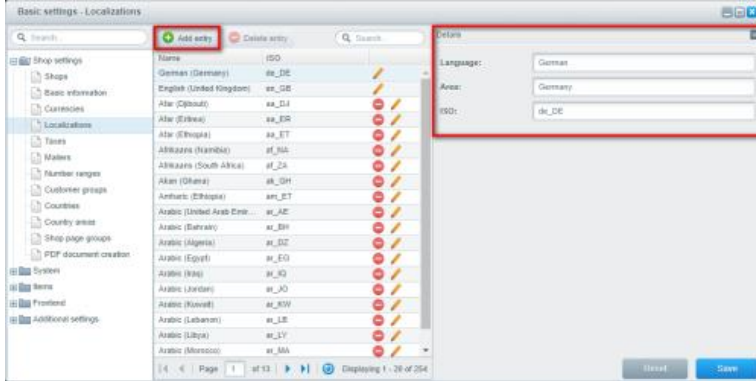 Basic settings - Localizations
Search...
Add entry
Delete entry
Search...
Details
Shop settings
Shops
Basic information
Currencies
Localizations
Taxes
Mailers
Number ranges
Customer groups
Countries
Country areas
Shop page groups
PDF document creation
System
Items
Frontend
Additional settings
Name ISO
German (Germany) de_DE
English (United Kingdom) en_GB
Afar (Djibouti) aa_DJ
Afar (Eritrea) aa_ER
Afar (Ethiopia) aa_ET
Afrikaans (Namibia) af_NA
Afrikaans (South Africa) af_ZA
Akan (Ghana) ak_GH
Amharic (Ethiopia) am_ET
Arabic (United Arab Emir... ar_AE
Arabic (Bahrain) ar_BH
Arabic (Algeria) ar_DZ
Arabic (Egypt) ar_EG
Arabic (Iraq) ar_IQ
Arabic (Jordan) ar_JO
Arabic (Kuwait) ar_KW
Arabic (Lebanon) ar_LB
Arabic (Libya) ar_LY
Arabic (Morocco) ar_MA
Page 1 of 13
Displaying 1 - 20 of 254
Language: German
Area: Germany
ISO: de_DE
Reset
Save